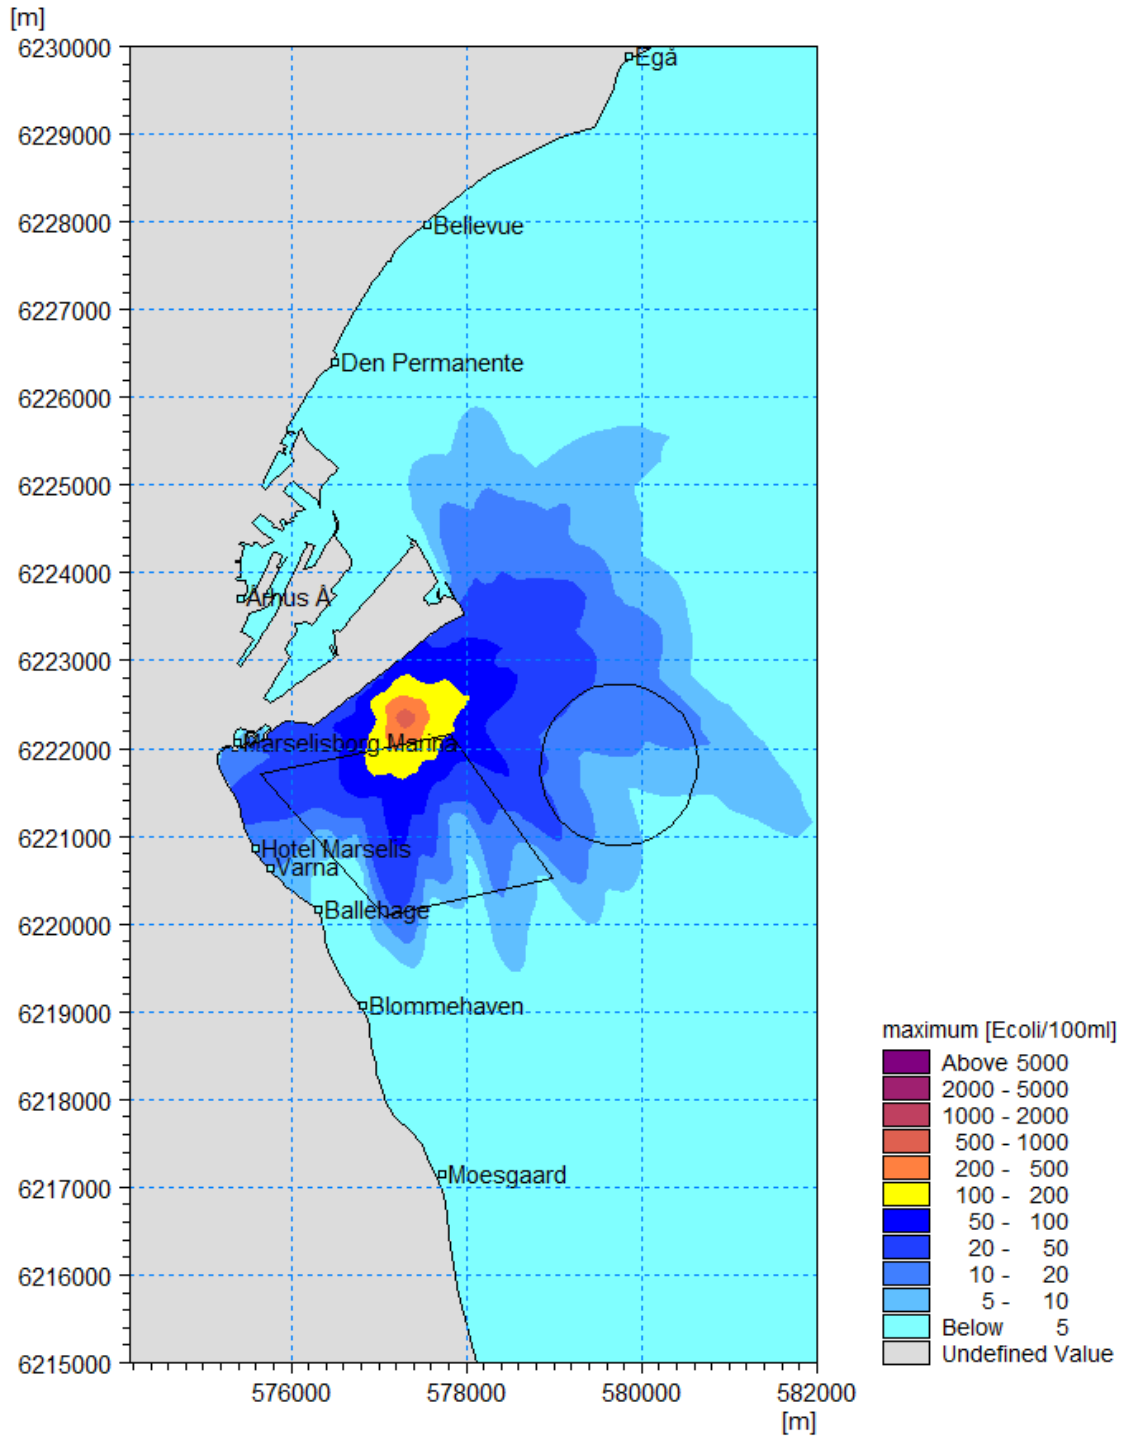 [m]
6230000
Egå
6229000
6228000
Bellevue
6227000
Den Permanente
6226000
6225000
6224000
Århus Å
6223000
6222000
Marselisborg Marina
6221000
Hotel Marselis
Varna
6220000
Ballehage
6219000
Blommehaven
6218000
6217000
Moesgaard
6216000
6215000
576000 578000 580000 582000
[m]
maximum [Ecoli/100ml]
Above 5000
2000 - 5000
1000 - 2000
500 - 1000
200 - 500
100 - 200
50 - 100
20 - 50
10 - 20
5 - 10
Below 5
Undefined Value